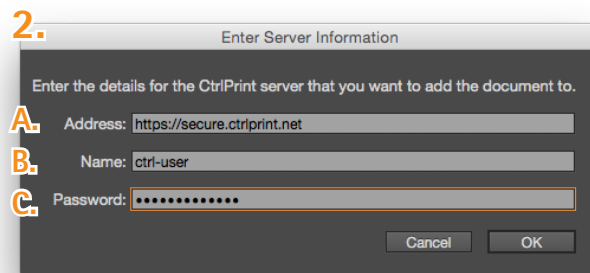 2.
Enter Server Information
Enter the details for the CtrlPrint server that you want to add the document to.
A. Address: https://secure.ctrlprint.net
B. Name: ctrl-user
C. Password: •••••••••••••
Cancel OK